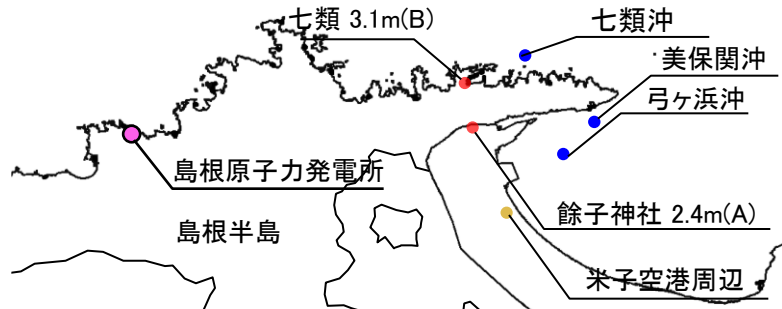 七類 3.1m(B)
七類沖
美保関沖
弓ヶ浜沖
島根原子力発電所
餘子神社 2.4m(A)
島根半島
米子空港周辺